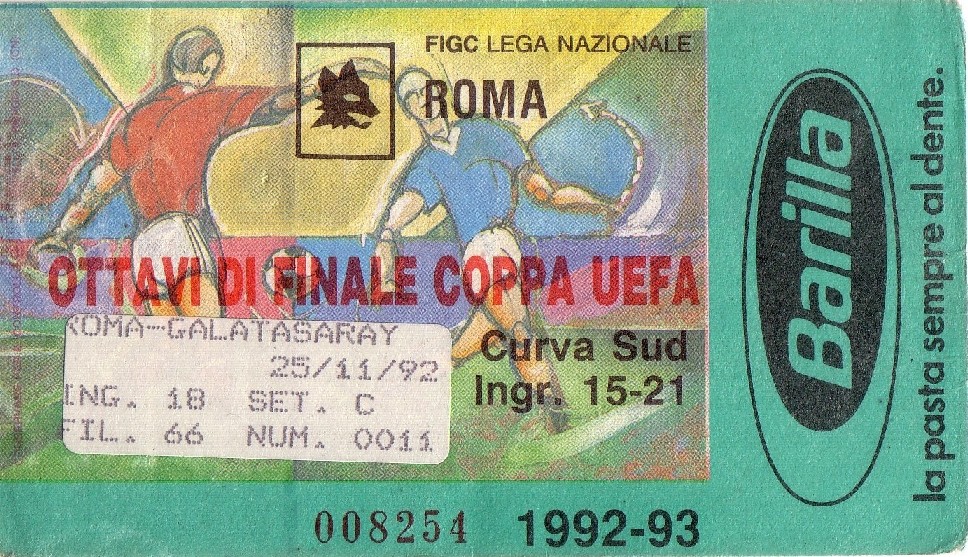 FIGC LEGA NAZIONALE
ROMA
OTTAVI DI FINALE COPPA UEFA
ROMA-GALATASARAY
25/11/92
ING. 18 SET. C
FIL. 66 NUM. 0011
Curva Sud
Ingr. 15-21
008254 1992-93
Barilla
la pasta sempre al dente.